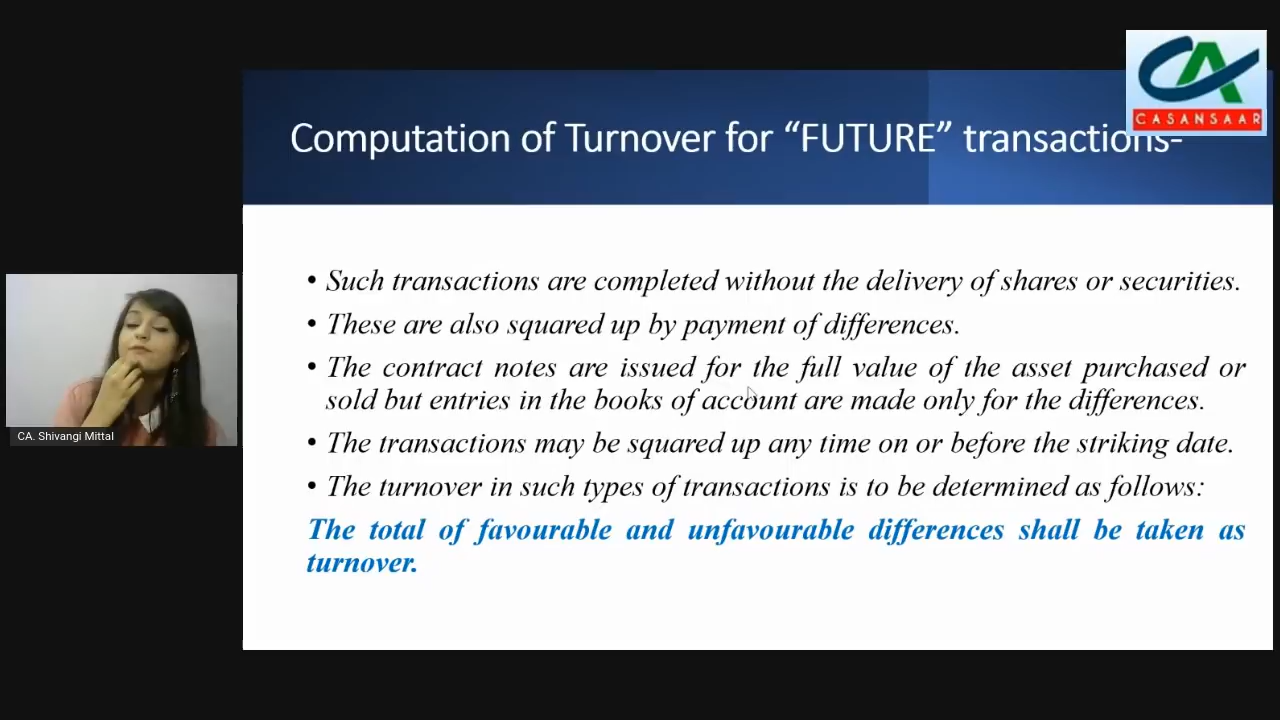 CA
CASANSAAR
Computation of Turnover for “FUTURE” transactions-
• Such transactions are completed without the delivery of shares or securities.
• These are also squared up by payment of differences.
• The contract notes are issued for the full value of the asset purchased or
sold but entries in the books of account are made only for the differences.
• The transactions may be squared up any time on or before the striking date.
• The turnover in such types of transactions is to be determined as follows:
The total of favourable and unfavourable differences shall be taken as
turnover.
CA. Shivangi Mittal